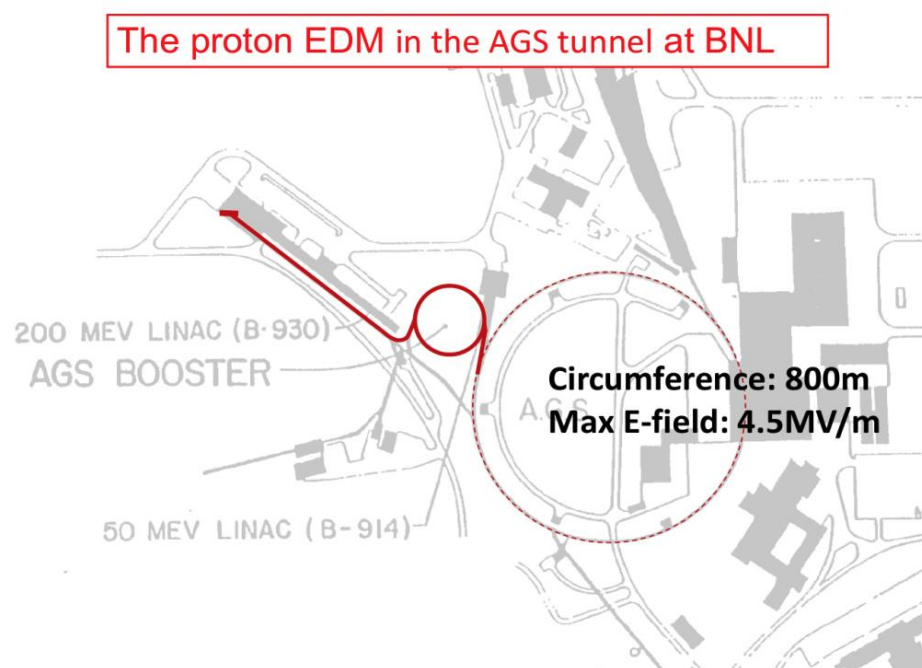 The proton EDM in the AGS tunnel at BNL
200 MEV LINAC (B-930)
AGS BOOSTER
Circumference: 800m
A.G.S.
Max E-field: 4.5MV/m
50 MEV LINAC (B-914)